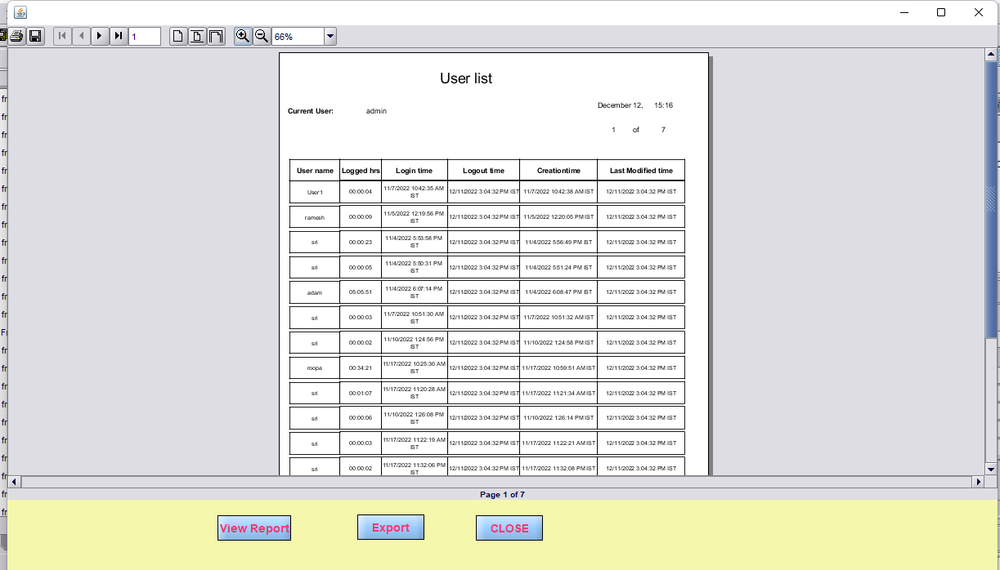 1
66%
User list
December 12, 15:16
Current User: admin
1 of 7
User name Logged hrs Login time Logout time Creationtime Last Modified time
User1 00:00:04 11/7/2022 10:42:35 AM IST 12/11/2022 3:04:32 PM IST 11/7/2022 10:42:38 AM IST 12/11/2022 3:04:32 PM IST
ramesh 00:00:09 11/5/2022 12:19:56 PM IST 12/11/2022 3:04:32 PM IST 11/5/2022 12:20:05 PM IST 12/11/2022 3:04:32 PM IST
sri 00:00:23 11/4/2022 5:53:58 PM IST 12/11/2022 3:04:32 PM IST 11/4/2022 5:56:49 PM IST 12/11/2022 3:04:32 PM IST
sri 00:00:05 11/4/2022 5:50:31 PM IST 12/11/2022 3:04:32 PM IST 11/4/2022 5:51:24 PM IST 12/11/2022 3:04:32 PM IST
adam 05:05:51 11/4/2022 6:07:14 PM IST 12/11/2022 3:04:32 PM IST 11/4/2022 6:08:47 PM IST 12/11/2022 3:04:32 PM IST
sri 00:00:03 11/7/2022 10:51:30 AM IST 12/11/2022 3:04:32 PM IST 11/7/2022 10:51:32 AM IST 12/11/2022 3:04:32 PM IST
sri 00:00:02 11/10/2022 1:24:56 PM IST 12/11/2022 3:04:32 PM IST 11/10/2022 1:24:58 PM IST 12/11/2022 3:04:32 PM IST
roopa 00:34:21 11/17/2022 10:25:30 AM IST 12/11/2022 3:04:32 PM IST 11/17/2022 10:59:51 AM IST 12/11/2022 3:04:32 PM IST
sri 00:01:07 11/17/2022 11:20:28 AM IST 12/11/2022 3:04:32 PM IST 11/17/2022 11:21:34 AM IST 12/11/2022 3:04:32 PM IST
sri 00:00:06 11/10/2022 1:26:08 PM IST 12/11/2022 3:04:32 PM IST 11/10/2022 1:26:14 PM IST 12/11/2022 3:04:32 PM IST
sri 00:00:03 11/17/2022 11:22:19 AM IST 12/11/2022 3:04:32 PM IST 11/17/2022 11:22:21 AM IST 12/11/2022 3:04:32 PM IST
sri 00:00:02 11/17/2022 11:32:06 PM IST 12/11/2022 3:04:32 PM IST 11/17/2022 11:32:08 PM IST 12/11/2022 3:04:32 PM IST
Page 1 of 7
View Report Export CLOSE